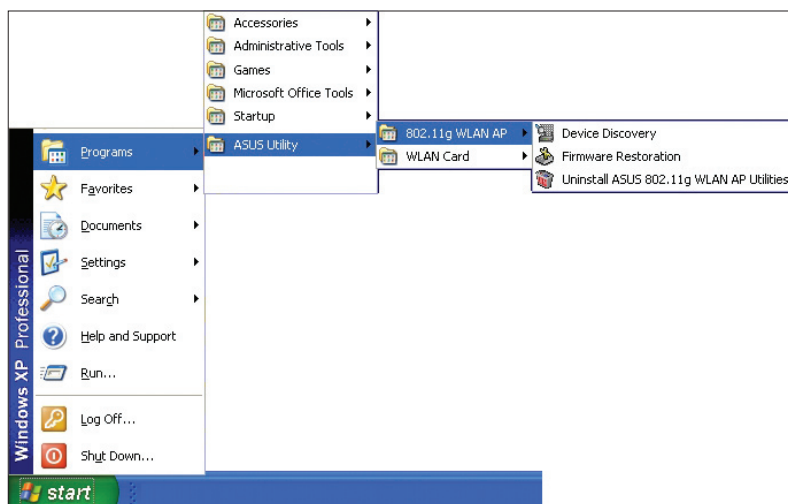 Accessories
Administrative Tools
Games
Microsoft Office Tools
Startup
ASUS Utility
802.11g WLAN AP
WLAN Card
Device Discovery
Firmware Restoration
Uninstall ASUS 802.11g WLAN AP Utilities
Programs
Favorites
Documents
Settings
Search
Help and Support
Run...
Log Off...
Shut Down...
Windows XP Professional
start